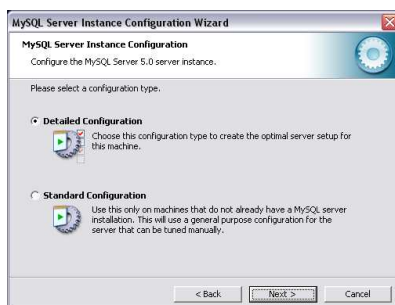 MySQL Server Instance Configuration Wizard
MySQL Server Instance Configuration
Configure the MySQL Server 5.0 server instance.
Please select a configuration type.
Detailed Configuration
Choose this configuration type to create the optimal server setup for
this machine.
Standard Configuration
Use this only on machines that do not already have a MySQL server
installation. This will use a general purpose configuration for the
server that can be tuned manually.
< Back
Next >
Cancel